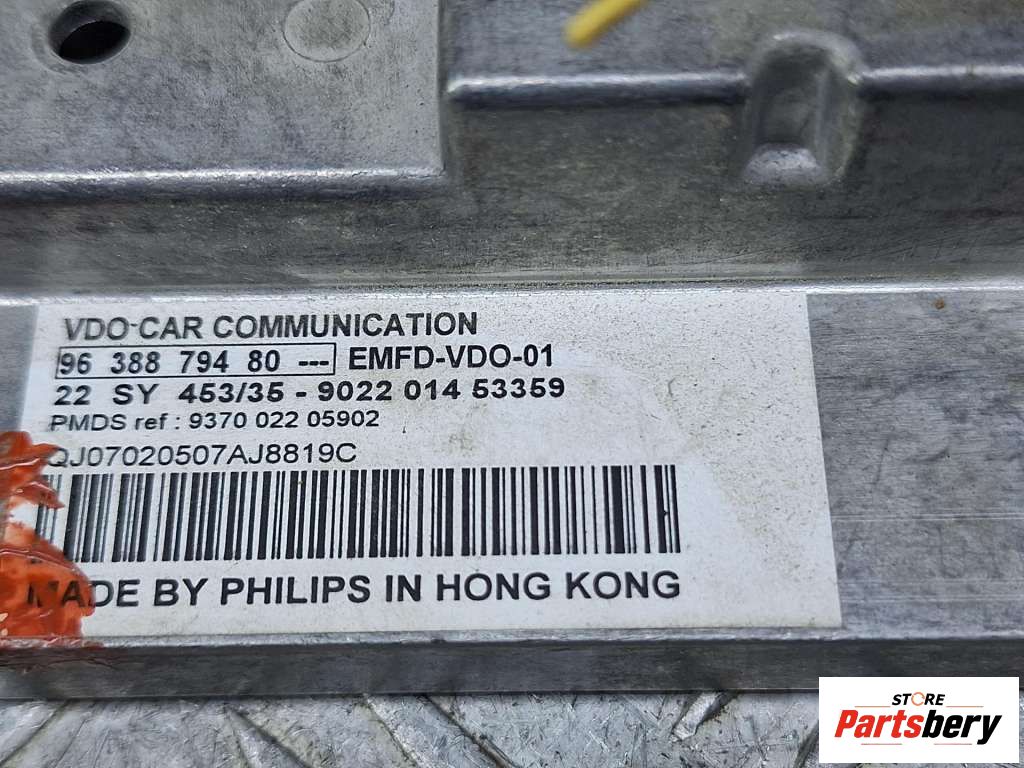 VDO-CAR COMMUNICATION
96 388 794 80 --- EMFD-VDO-01
22 SY 453/35 - 9022 014 53359
PMDS ref : 9370 022 05902
QJ07020507AJ8819C
MADE BY PHILIPS IN HONG KONG
STORE
Partsbery